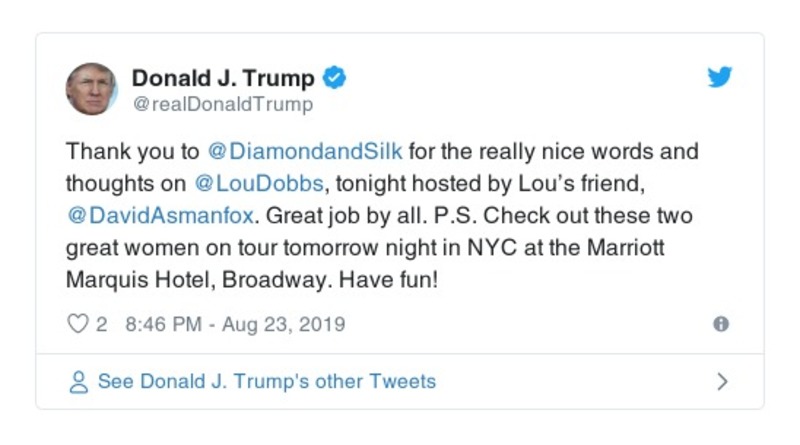 Donald J. Trump
@realDonaldTrump
Thank you to @DiamondandSilk for the really nice words and
thoughts on @LouDobbs, tonight hosted by Lou’s friend,
@DavidAsmanfox. Great job by all. P.S. Check out these two
great women on tour tomorrow night in NYC at the Marriott
Marquis Hotel, Broadway. Have fun!
2 8:46 PM - Aug 23, 2019
See Donald J. Trump's other Tweets